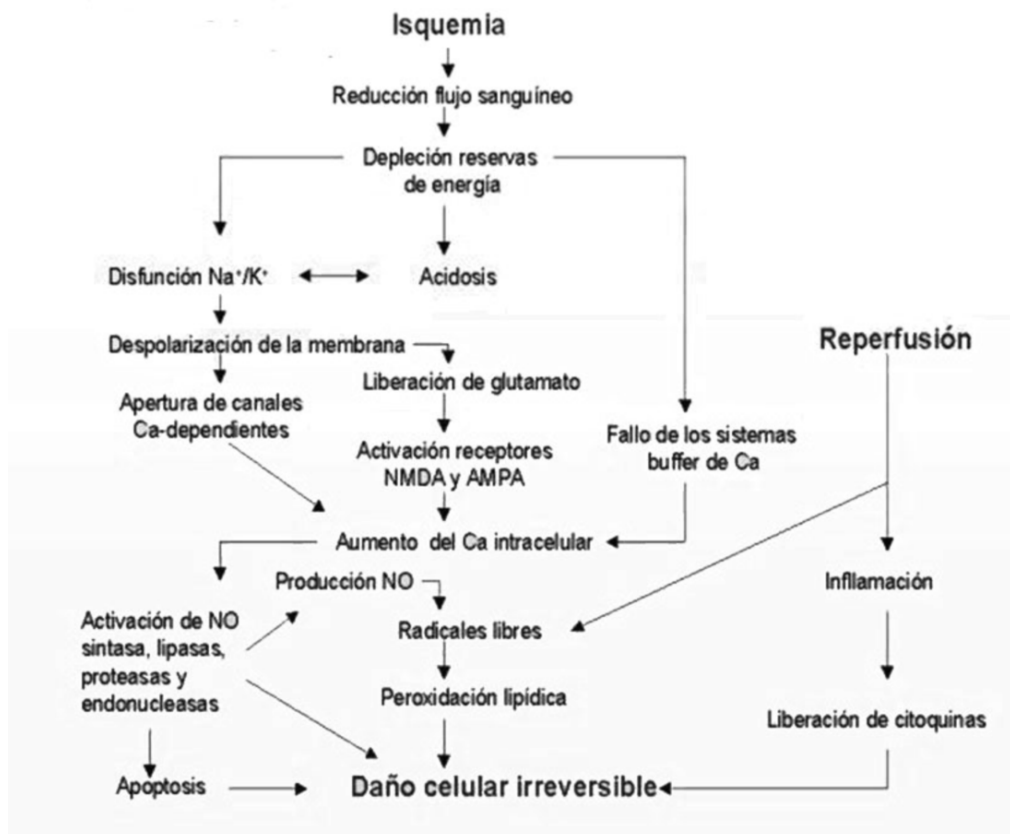 Isquemia
Reducción flujo sanguíneo
Depleción reservas
de energía
Disfunción Na⁺/K⁺
Acidosis
Despolarización de la membrana
Reperfusión
Liberación de glutamato
Apertura de canales
Ca-dependientes
Activación receptores
NMDA y AMPA
Fallo de los sistemas
buffer de Ca
Aumento del Ca intracelular
Producción NO
Infllamación
Activación de NO
sintasa, lipasas,
proteasas y
endonucleasas
Radicales libres
Peroxidación lipídica
Liberación de citoquinas
Apoptosis
Daño celular irreversible